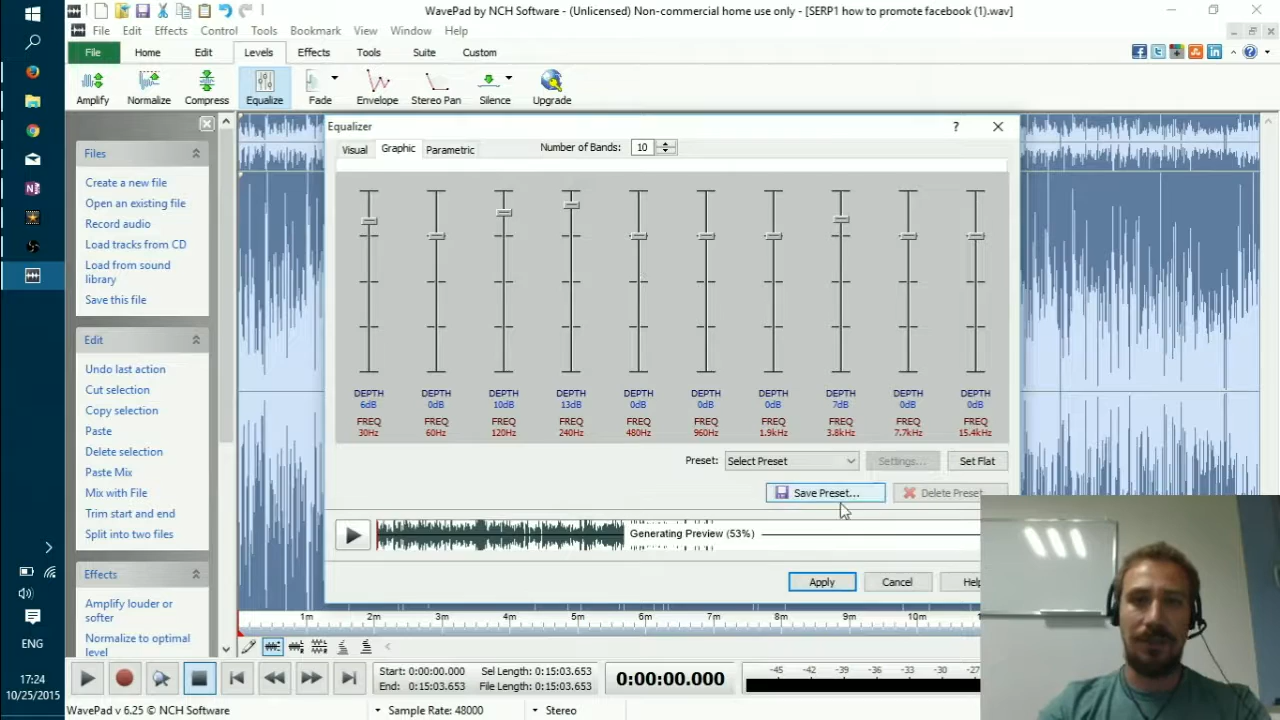 WavePad by NCH Software - (Unlicensed) Non-commercial home use only - [SERP1 how to promote facebook (1).wav]
File Edit Effects Control Tools Bookmark View Window Help
File Home Edit Levels Effects Tools Suite Custom
Amplify Normalize Compress Equalize Fade Envelope Stereo Pan Silence Upgrade
Files
Create a new file
Open an existing file
Record audio
Load tracks from CD
Load from sound
library
Save this file
Edit
Undo last action
Cut selection
Copy selection
Paste
Delete selection
Paste Mix
Mix with File
Trim start and end
Split into two files
Effects
Amplify louder or
softer
Normalize to optimal
level
Equalizer
Visual Graphic Parametric Number of Bands: 10
DEPTH DEPTH DEPTH DEPTH DEPTH DEPTH DEPTH DEPTH DEPTH DEPTH
6dB 0dB 10dB 13dB 0dB 0dB 0dB 7dB 0dB 0dB
FREQ FREQ FREQ FREQ FREQ FREQ FREQ FREQ FREQ FREQ
30Hz 60Hz 120Hz 240Hz 480Hz 960Hz 1.9kHz 3.8kHz 7.7kHz 15.4kHz
Preset: Select Preset Settings... Set Flat
Save Preset... Delete Preset
Generating Preview (53%)
Apply Cancel Help
1m 2m 3m 4m 5m 6m 7m 8m 9m 10m
Start: 0:00:00.000 Sel Length: 0:15:03.653
End: 0:15:03.653 File Length: 0:15:03.653
0:00:00.000
-45 -42 -39 -36 -33 -30 -27
WavePad v 6.25 © NCH Software Sample Rate: 48000 Stereo
ENG
17:24
10/25/2015